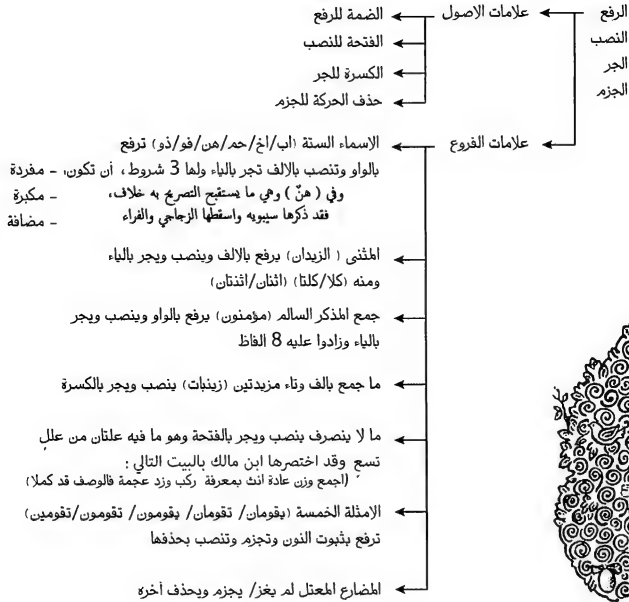 الرفع
النصب
الجر
الجزم
علامات الاصول
الضمة للرفع
الفتحة للنصب
الكسرة للجر
حذف الحركة للجزم
علامات الفروع
الإسماء الستة (اب/اخ/حم/هن/فو/ذو) ترفع
بالواو وتنصب بالالف تجر بالياء ولها 3 شروط، أن تكون: - مفردة
- مكبرة
- مضافة
وفي ( هنٌ ) وهي ما يستقبح التصريح به خلاف،
فقد ذكرها سيبويه واسقطها الزجاجي والفراء
المثنى ( الزيدان) يرفع بالالف وينصب ويجر بالياء
ومنه (كلا/كلتا) (اثنان/اثنتان)
جمع المذكر السالم (مؤمنون) يرفع بالواو وينصب ويجر
بالياء وزادوا عليه 8 الفاظ
ما جمع بالف وتاء مزيدتين (زينبات) ينصب ويجر بالكسرة
ما لا ينصرف ينصب ويجر بالفتحة وهو ما فيه علتان من علل
تسع وقد اختصرها ابن مالك بالبيت التالي :
(اجمع وزن عادة انث بمعرفة ركب وزد عجمة فالوصف قد كملا)
الإمثلة الخمسة (يقومان/ تقومان/ يقومون/ تقومون/تقومين)
ترفع بثبوت النون وتجزم وتنصب بحذفها
المضارع المعتل لم يغز/ يجزم ويحذف آخره